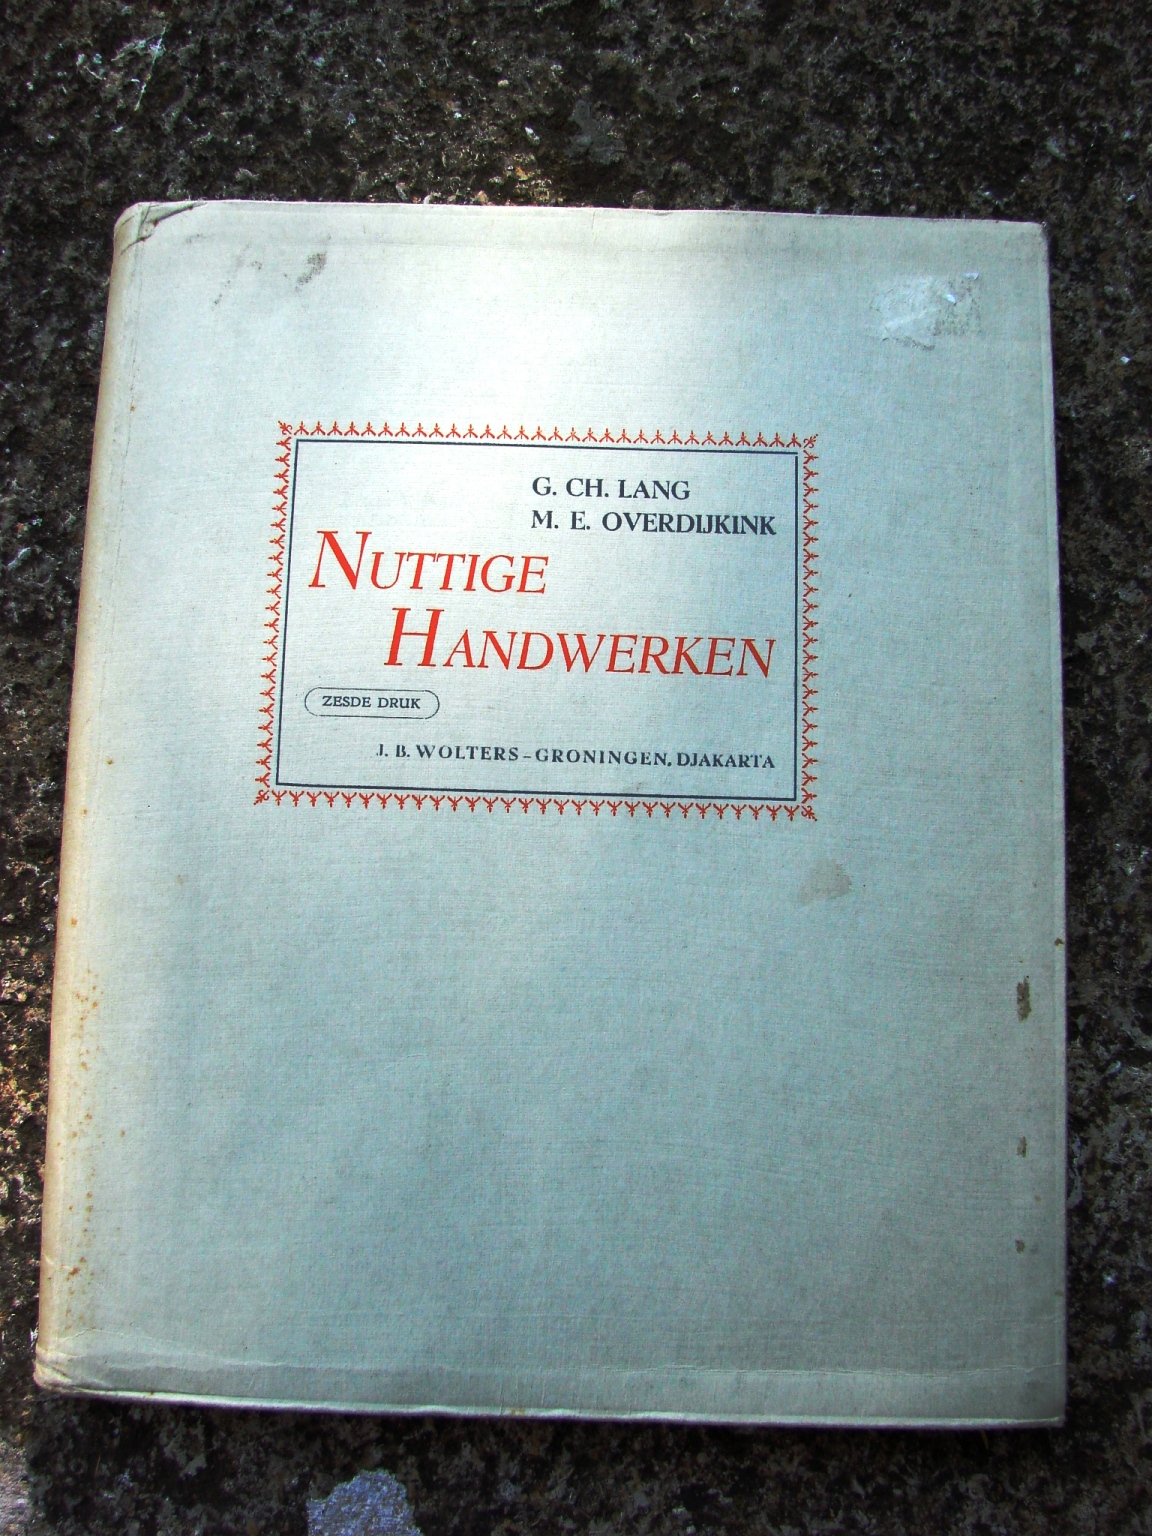 G. CH. LANG
M. E. OVERDIJKINK
NUTTIGE
HANDWERKEN
ZESDE DRUK
J. B. WOLTERS – GRONINGEN, DJAKARTA